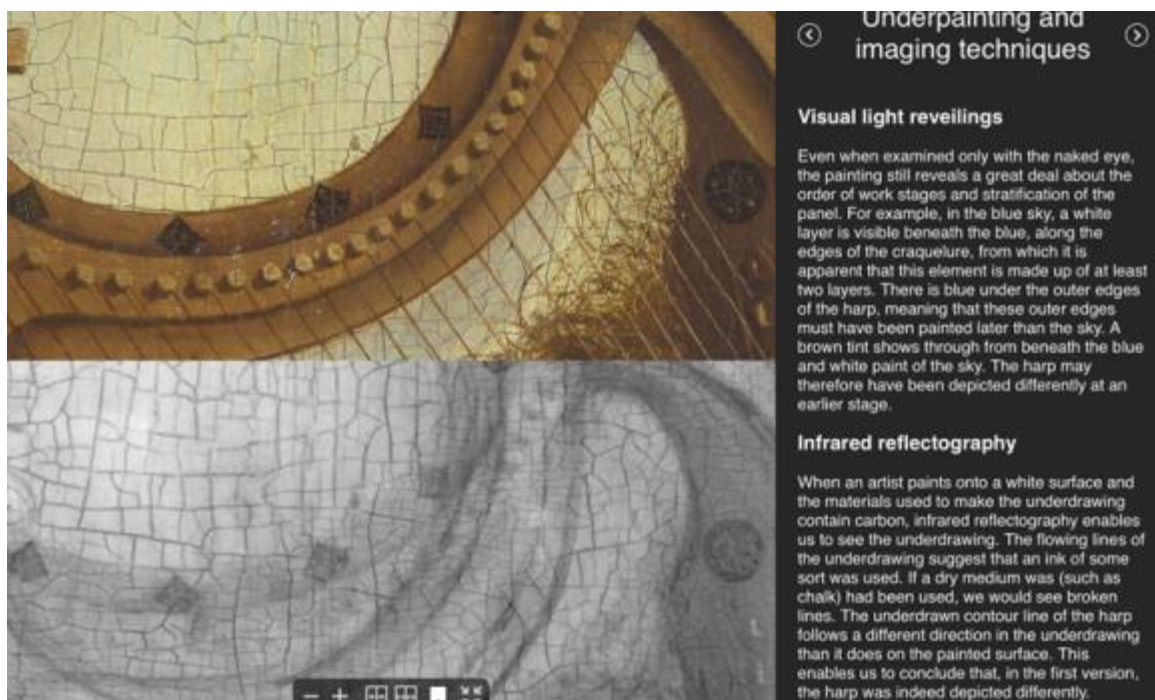 Underpainting and
imaging techniques
Visual light reveilings
Even when examined only with the naked eye,
the painting still reveals a great deal about the
order of work stages and stratification of the
panel. For example, in the blue sky, a white
layer is visible beneath the blue, along the
edges of the craquelure, from which it is
apparent that this element is made up of at least
two layers. There is blue under the outer edges
of the harp, meaning that these outer edges
must have been painted later than the sky. A
brown tint shows through from beneath the blue
and white paint of the sky. The harp may
therefore have been depicted differently at an
earlier stage.
Infrared reflectography
When an artist paints onto a white surface and
the materials used to make the underdrawing
contain carbon, infrared reflectography enables
us to see the underdrawing. The flowing lines of
the underdrawing suggest that an ink of some
sort was used. If a dry medium was (such as
chalk) had been used, we would see broken
lines. The underdrawn contour line of the harp
follows a different direction in the underdrawing
than it does on the painted surface. This
enables us to conclude that, in the first version,
the harp was indeed depicted differently.